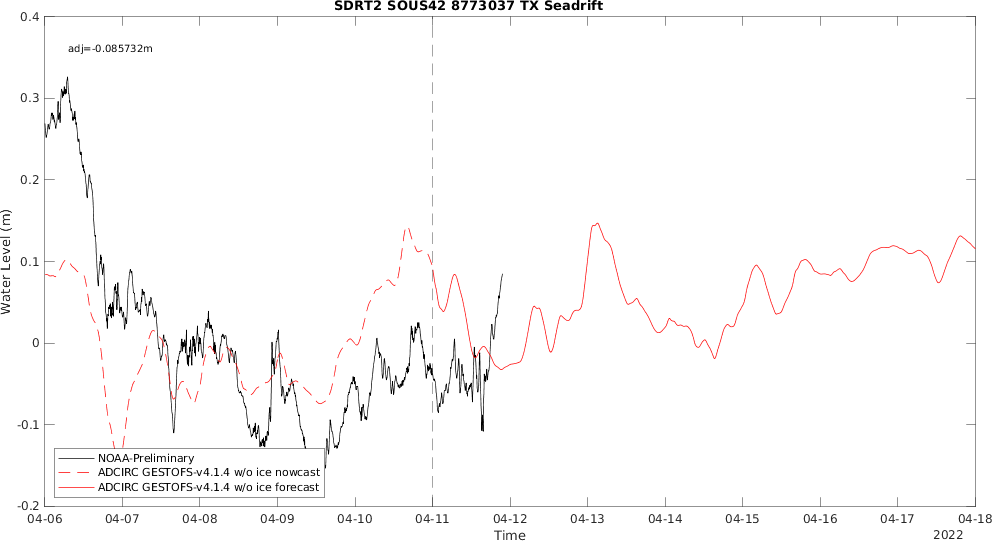 SDRT2 SOUS42 8773037 TX Seadrift
0.4
adj=-0.085732m
0.3
0.2
0.1
0
-0.1
-0.2
Water Level (m)
NOAA-Preliminary
ADCIRC GESTOFS-v4.1.4 w/o ice nowcast
ADCIRC GESTOFS-v4.1.4 w/o ice forecast
04-06 04-07 04-08 04-09 04-10 04-11 04-12 04-13 04-14 04-15 04-16 04-17 04-18
Time
2022